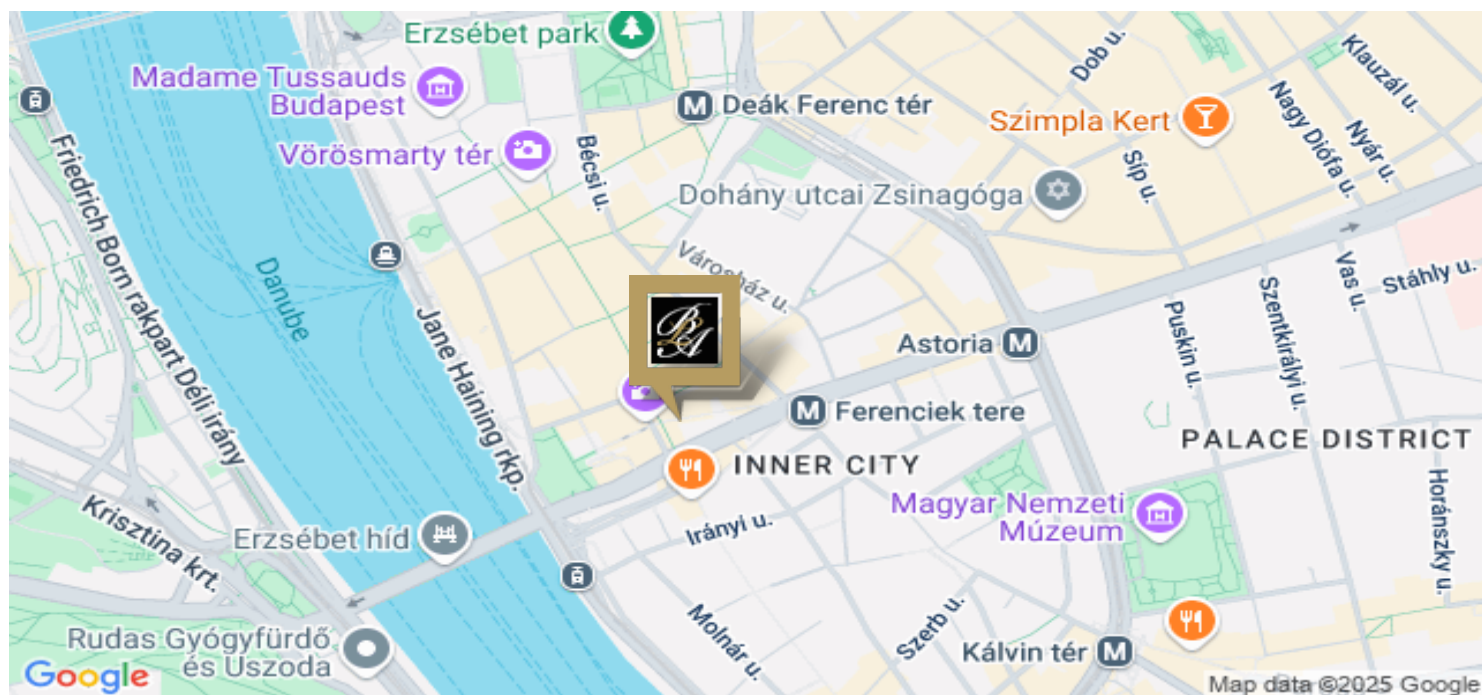 Erzsébet park
Madame Tussauds
Budapest
M Deák Ferenc tér
Dob u.
Klauzál u.
Szimpla Kert
Nagy Diófa u.
Nyár u.
Vörösmarty tér
Bécsi u.
Síp u.
Dohány utcai Zsinagóga
Friedrich Born rakpart Déli irány
Danube
Városház u.
Vas u.
Stáhly u.
Jane Haining rkp.
BLA
Astoria M
Puskin u.
Szentkirályi u.
M Ferenciek tere
PALACE DISTRICT
INNER CITY
Horánszky u.
Krisztina krt.
Erzsébet híd
Irányi u.
Magyar Nemzeti
Múzeum
Molnár u.
Szerb u.
Rudas Gyógyfürdő
és Uszoda
Kálvin tér M
Google
Map data ©2025 Google